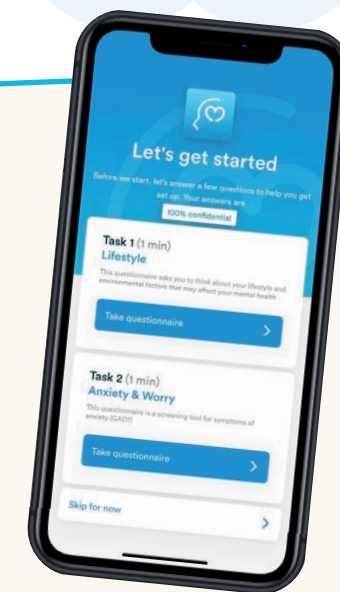 Let's get started
Before we start, let's answer a few questions to help you get
set up. Your answers are
100% confidential
Task 1 (1 min)
Lifestyle
This questionnaire asks you to think about your lifestyle and
environmental factors that may affect your mental health
Take questionnaire
Task 2 (1 min)
Anxiety & Worry
This questionnaire is a screening tool for symptoms of
anxiety (GAD7)
Take questionnaire
Skip for now